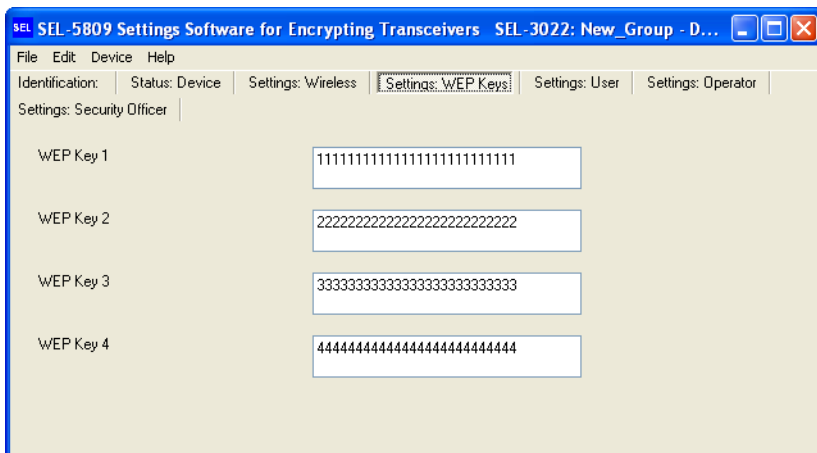 SEL SEL-5809 Settings Software for Encrypting Transceivers SEL-3022: New_Group - D...
File Edit Device Help
Identification: Status: Device Settings: Wireless Settings: WEP Keys Settings: User Settings: Operator
Settings: Security Officer
WEP Key 1 11111111111111111111111111
WEP Key 2 22222222222222222222222222
WEP Key 3 33333333333333333333333333
WEP Key 4 44444444444444444444444444